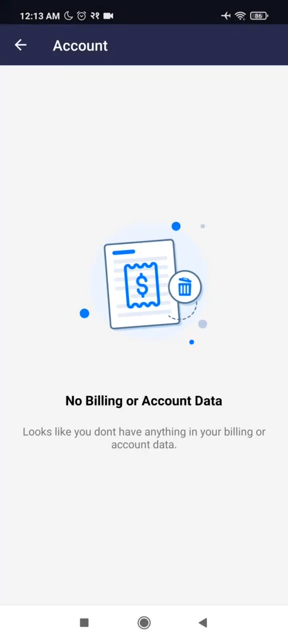 12:13 AM २१ 86
Account
$
No Billing or Account Data
Looks like you dont have anything in your billing or
account data.